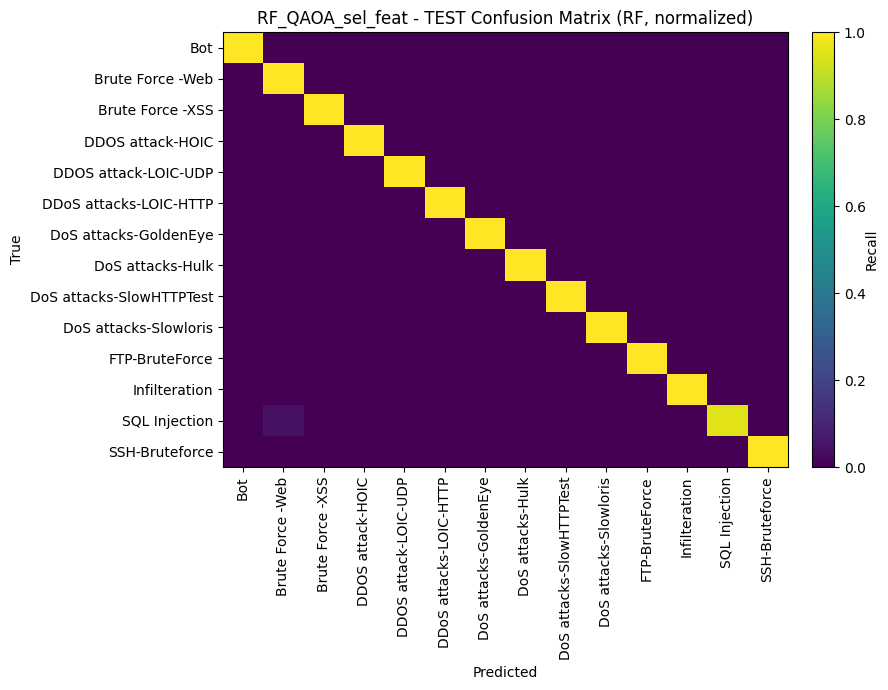 RF_QAOA_sel_feat - TEST Confusion Matrix (RF, normalized)
True
Bot
Brute Force -Web
Brute Force -XSS
DDOS attack-HOIC
DDOS attack-LOIC-UDP
DDoS attacks-LOIC-HTTP
DoS attacks-GoldenEye
DoS attacks-Hulk
DoS attacks-SlowHTTPTest
DoS attacks-Slowloris
FTP-BruteForce
Infilteration
SQL Injection
SSH-Bruteforce
Bot
Brute Force -Web
Brute Force -XSS
DDOS attack-HOIC
DDOS attack-LOIC-UDP
DDoS attacks-LOIC-HTTP
DoS attacks-GoldenEye
DoS attacks-Hulk
DoS attacks-SlowHTTPTest
DoS attacks-Slowloris
FTP-BruteForce
Infilteration
SQL Injection
SSH-Bruteforce
Predicted
1.0
0.8
0.6
0.4
0.2
0.0
Recall